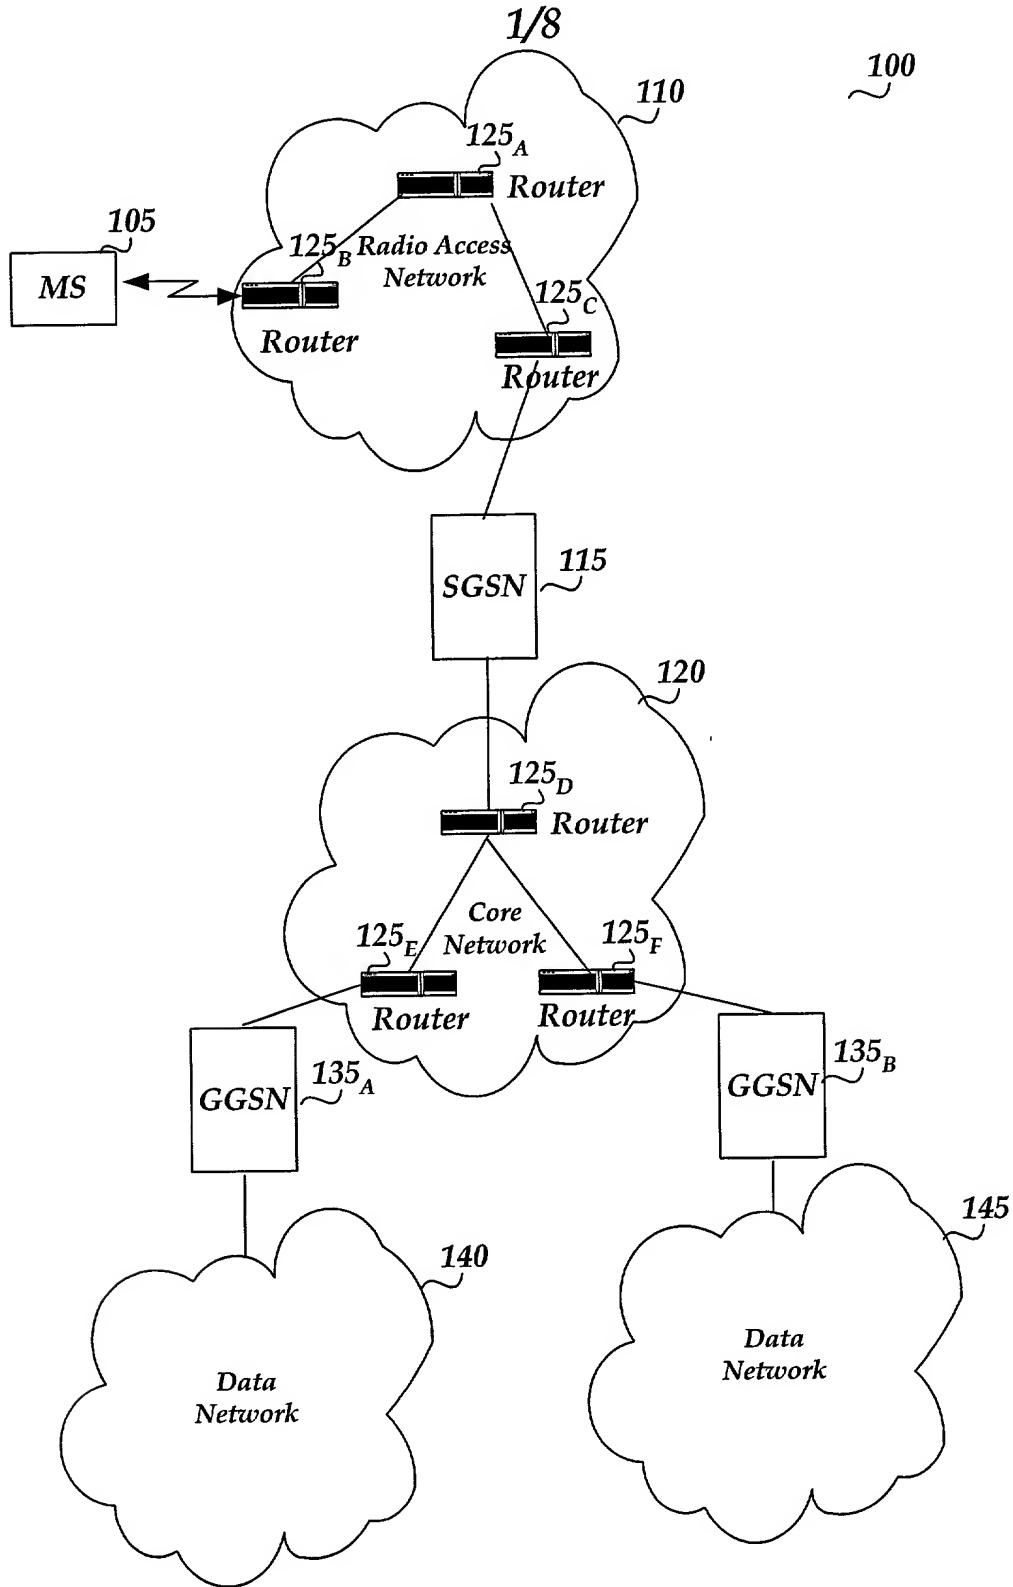 1/8
100
110
125A
Router
105
MS
125B
Radio Access
Network
125C
Router
Router
SGSN
115
120
125D
Router
Core
Network
125E
125F
Router
Router
GGSN
135A
GGSN
135B
140
145
Data
Network
Data
Network